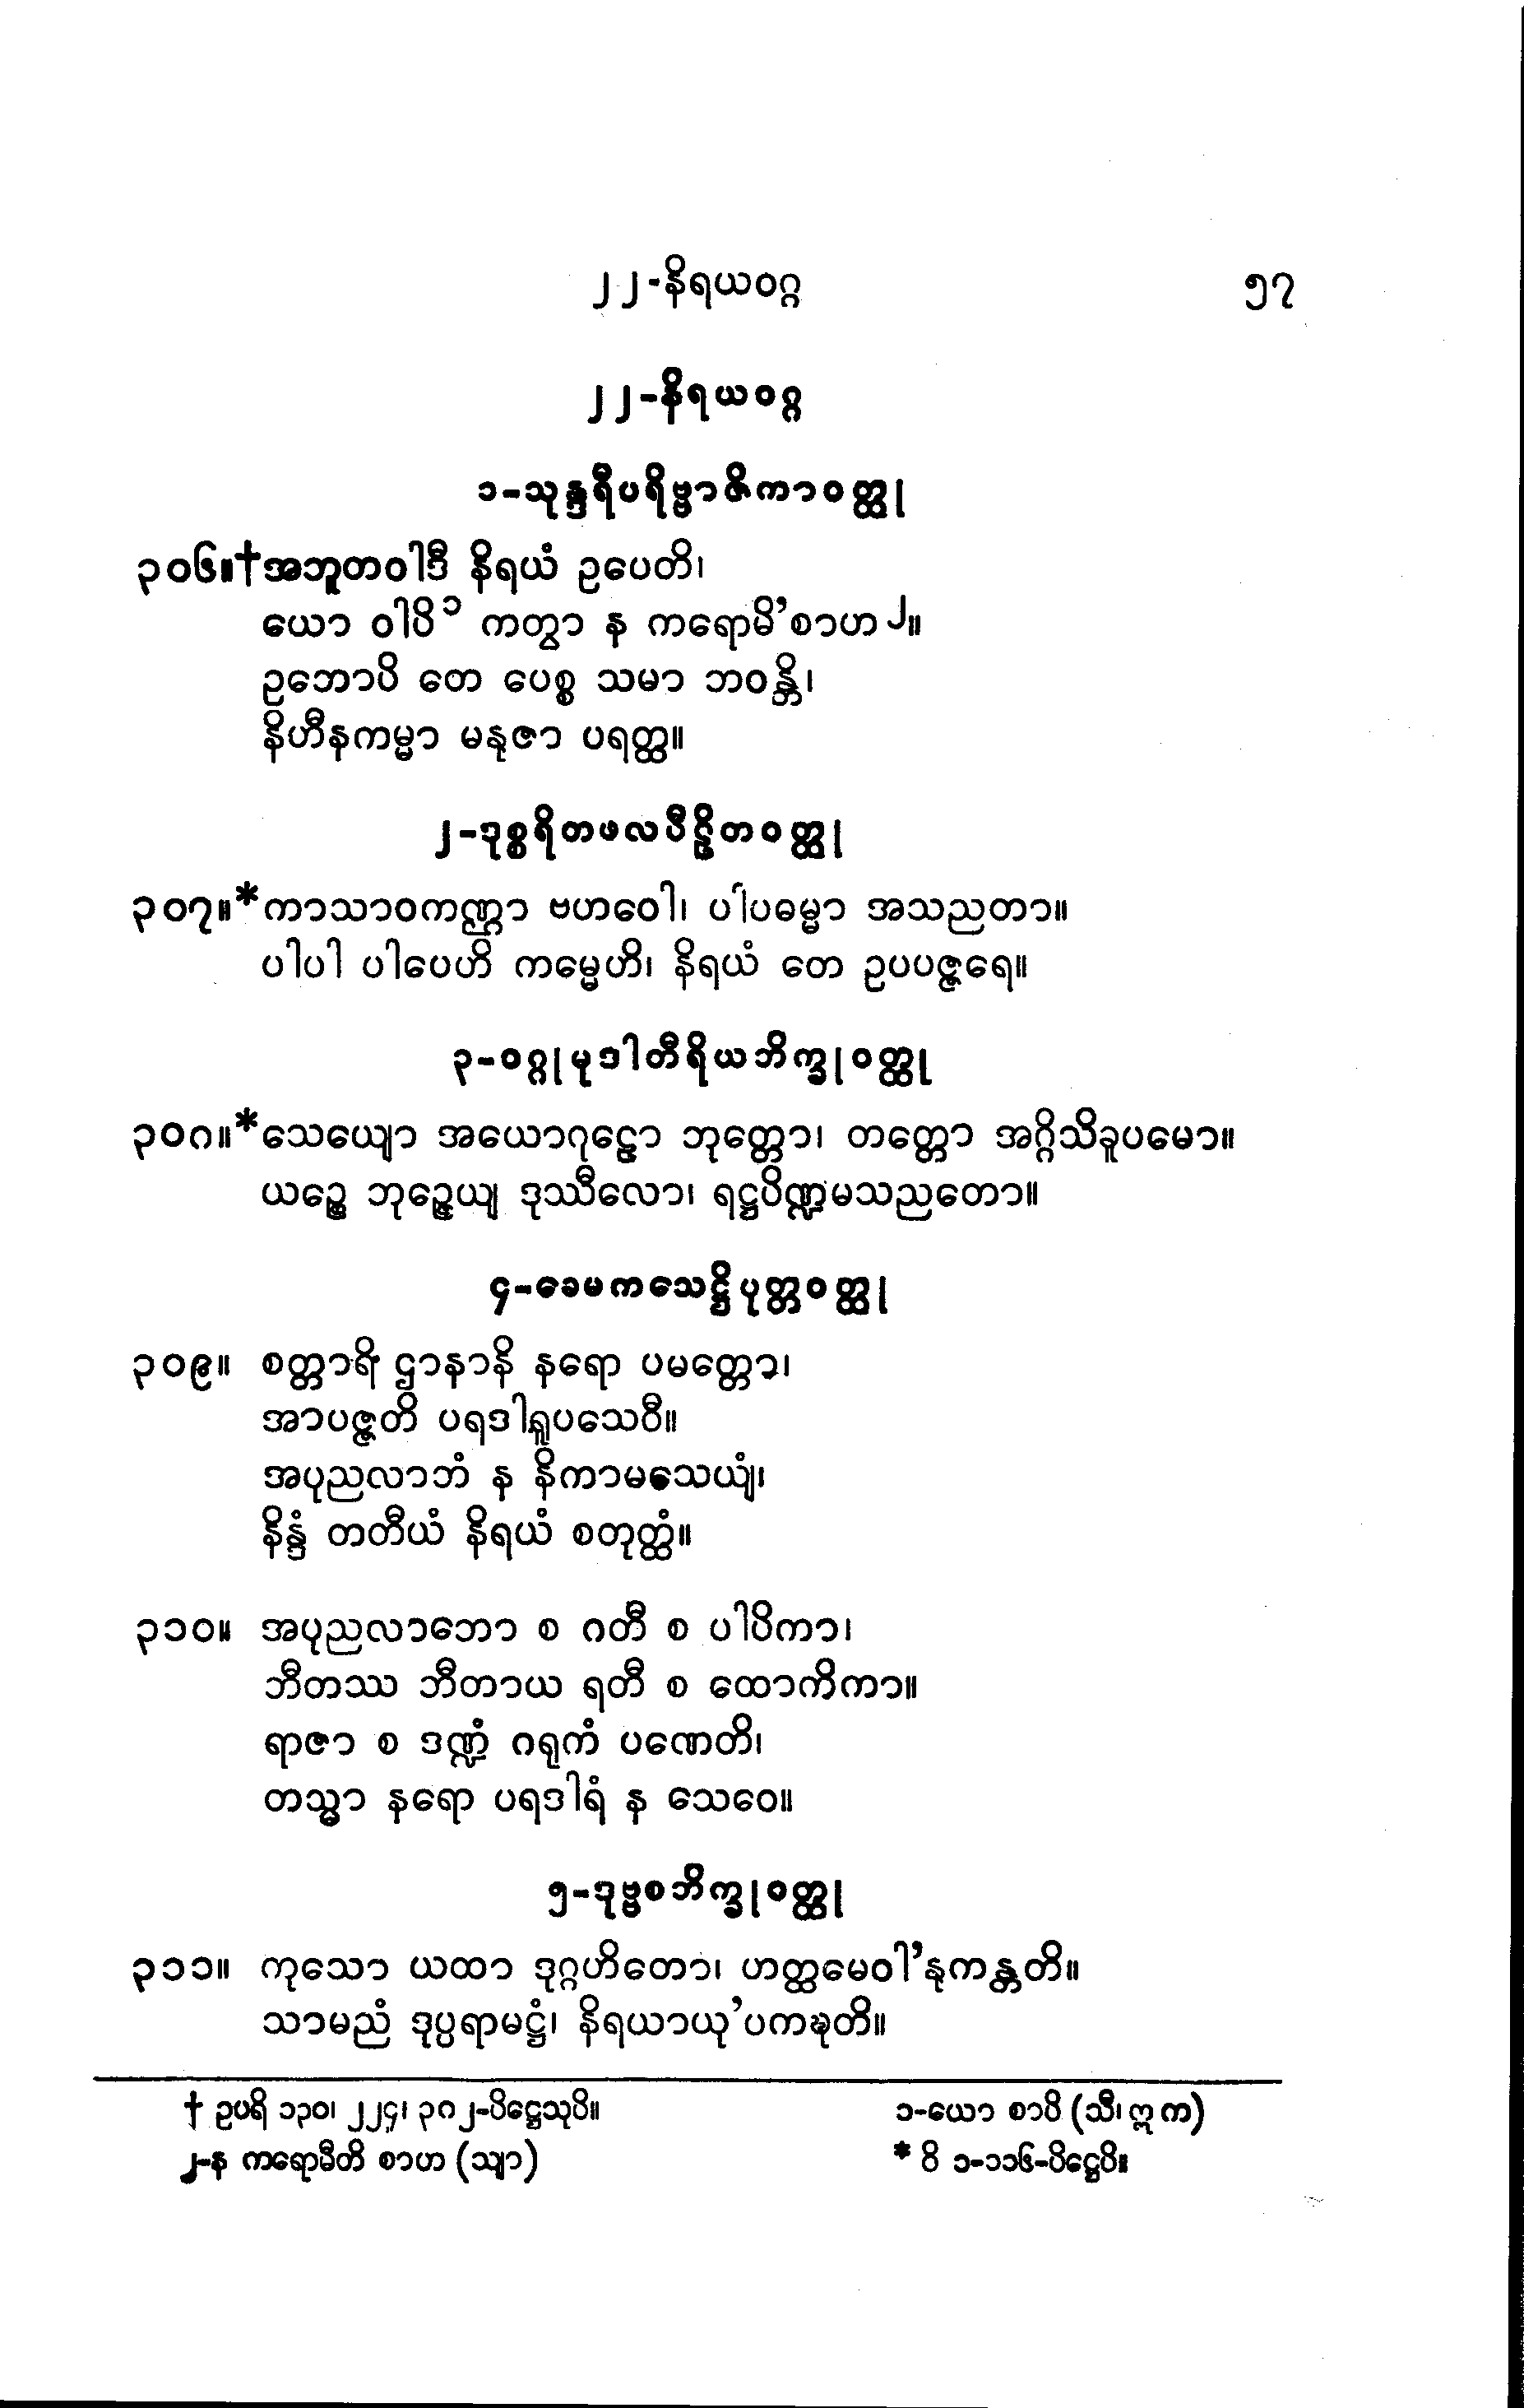 ၂၂-နိရယဝဂ္ဂ ၅၇
၂၂-နိရယဝဂ္ဂ
၁-သုန္ဒရီပရိဗ္ဗာဇိကာဝတ္ထု
၃၀၆။†အဘူတဝါဒီ နိရယံ ဥပေတိ၊
ယော ဝါပိ၁ ကတွာ န ကရောမိ’စာဟ၂။
ဥဘောပိ တေ ပေစ္စ သမာ ဘဝန္တိ၊
နိဟီနကမ္မာ မနုဇာ ပရတ္ထ။
၂-ဒုစ္စရိတဖလပီဠိတဝတ္ထု
၃၀၇။*ကာသာဝကဏ္ဌာ ဗဟဝေါ၊ ပါပဓမ္မာ အသညတာ။
ပါပါ ပါပေဟိ ကမ္မေဟိ၊ နိရယံ တေ ဥပပဇ္ဇရေ။
၃-ဝဂ္ဂုမုဒါတီရိယဘိက္ခုဝတ္ထု
၃၀၈။*သေယျော အယောဂုဠော ဘုတ္တော၊ တတ္တော အဂ္ဂိသိခူပမော။
ယဉ္စေ ဘုဉ္ဇေယျ ဒုဿီလော၊ ရဋ္ဌပိဏ္ဍမသညတော။
၄-ခေမကသေဋ္ဌိပုတ္တဝတ္ထု
၃၀၉။ စတ္တာရိ ဌာနာနိ နရော ပမတ္တော၊
အာပဇ္ဇတိ ပရဒါရူပသေဝီ။
အပုညလာဘံ န နိကာမသေယျံ၊
နိန္ဒံ တတီယံ နိရယံ စတုတ္ထံ။
၃၁၀။ အပုညလာဘော စ ဂတီ စ ပါပိကာ၊
ဘီတဿ ဘီတာယ ရတီ စ ထောကိကာ။
ရာဇာ စ ဒဏ္ဍံ ဂရုကံ ပဏေတိ၊
တသ္မာ နရော ပရဒါရံ န သေဝေ။
၅-ဒုဗ္ဗစဘိက္ခုဝတ္ထု
၃၁၁။ ကုသော ယထာ ဒုဂ္ဂဟိတော၊ ဟတ္ထမေဝါ’နုကန္တတိ။
သာမညံ ဒုပ္ပရာမဋ္ဌံ၊ နိရယာယု’ပကဍ္ဎတိ။
† ဥပရိ ၁၃၀၊ ၂၂၄၊ ၃၈၂-ပိဋ္ဌေသုပိ။ ၁-ယော စာပိ (သီ၊ ဣ က)
၂-န ကရောမီတိ စာဟ (သျာ) * ဝိ ၁-၁၁၆-ပိဋ္ဌေပိ။